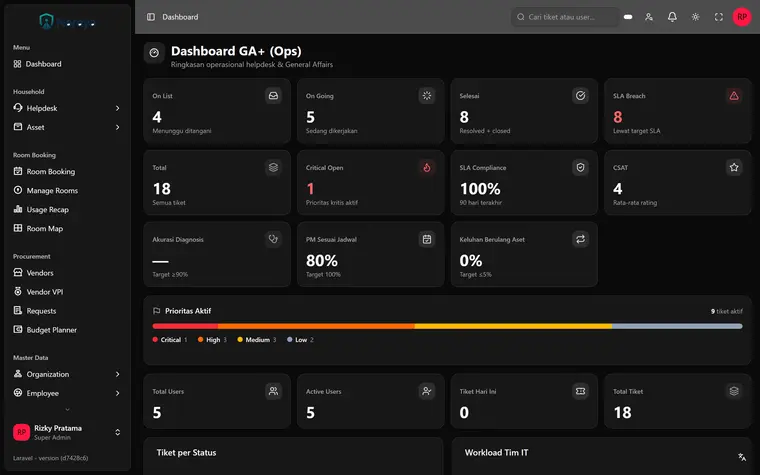 Menu
Dashboard
Household
Helpdesk
Asset
Room Booking
Room Booking
Manage Rooms
Usage Recap
Room Map
Procurement
Vendors
Vendor VPI
Requests
Budget Planner
Master Data
Organization
Employee
RP
Rizky Pratama
Super Admin
Laravel - version (d7428c6)
Dashboard
Cari tiket atau user...
RP
Dashboard GA+ (Ops)
Ringkasan operasional helpdesk & General Affairs
On List
4
Menunggu ditangani
On Going
5
Sedang dikerjakan
Selesai
8
Resolved + closed
SLA Breach
8
Lewat target SLA
Total
18
Semua tiket
Critical Open
1
Prioritas kritis aktif
SLA Compliance
100%
90 hari terakhir
CSAT
4
Rata-rata rating
Akurasi Diagnosis
—
Target ≥90%
PM Sesuai Jadwal
80%
Target 100%
Keluhan Berulang Aset
0%
Target ≤5%
Prioritas Aktif
9 tiket aktif
Critical 1
High 3
Medium 3
Low 2
Total Users
5
Active Users
5
Tiket Hari Ini
0
Total Tiket
18
Tiket per Status
Workload Tim IT